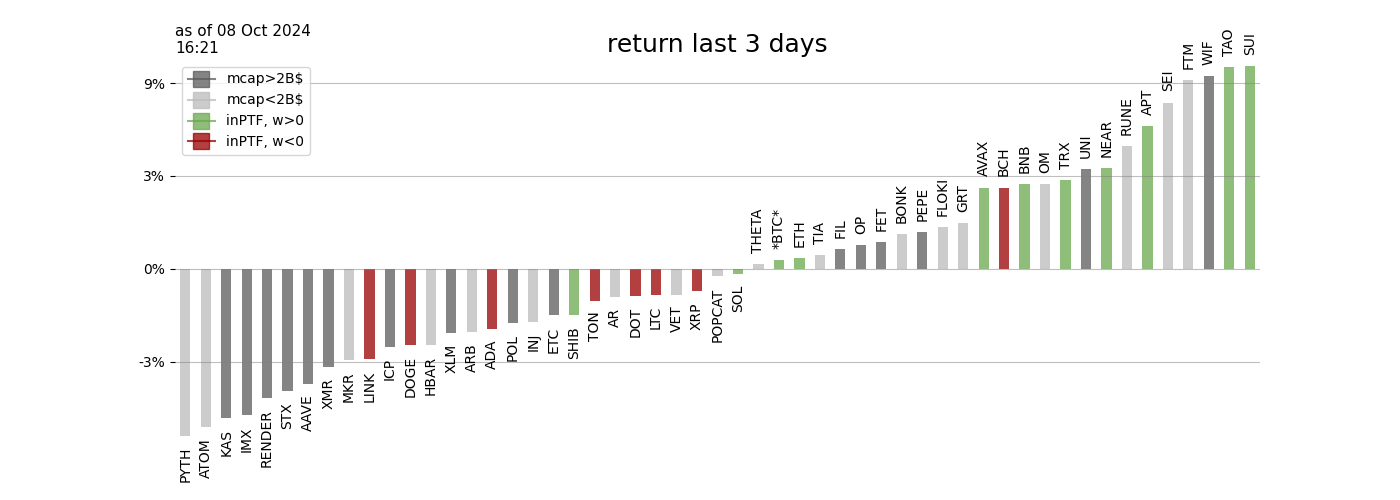 as of 08 Oct 2024
16:21
return last 3 days
mcap>2B$
mcap<2B$
inPTF, w>0
inPTF, w<0
9%
3%
0%
-3%
PYTH
ATOM
KAS
IMX
RENDER
STX
AAVE
XMR
MKR
LINK
ICP
DOGE
HBAR
XLM
ARB
ADA
POL
INJ
ETC
SHIB
TON
AR
DOT
LTC
VET
XRP
POPCAT
SOL
THETA
*BTC*
ETH
TIA
FIL
OP
FET
BONK
PEPE
FLOKI
GRT
AVAX
BCH
BNB
OM
TRX
UNI
NEAR
RUNE
APT
SEI
FTM
WIF
TAO
SUI